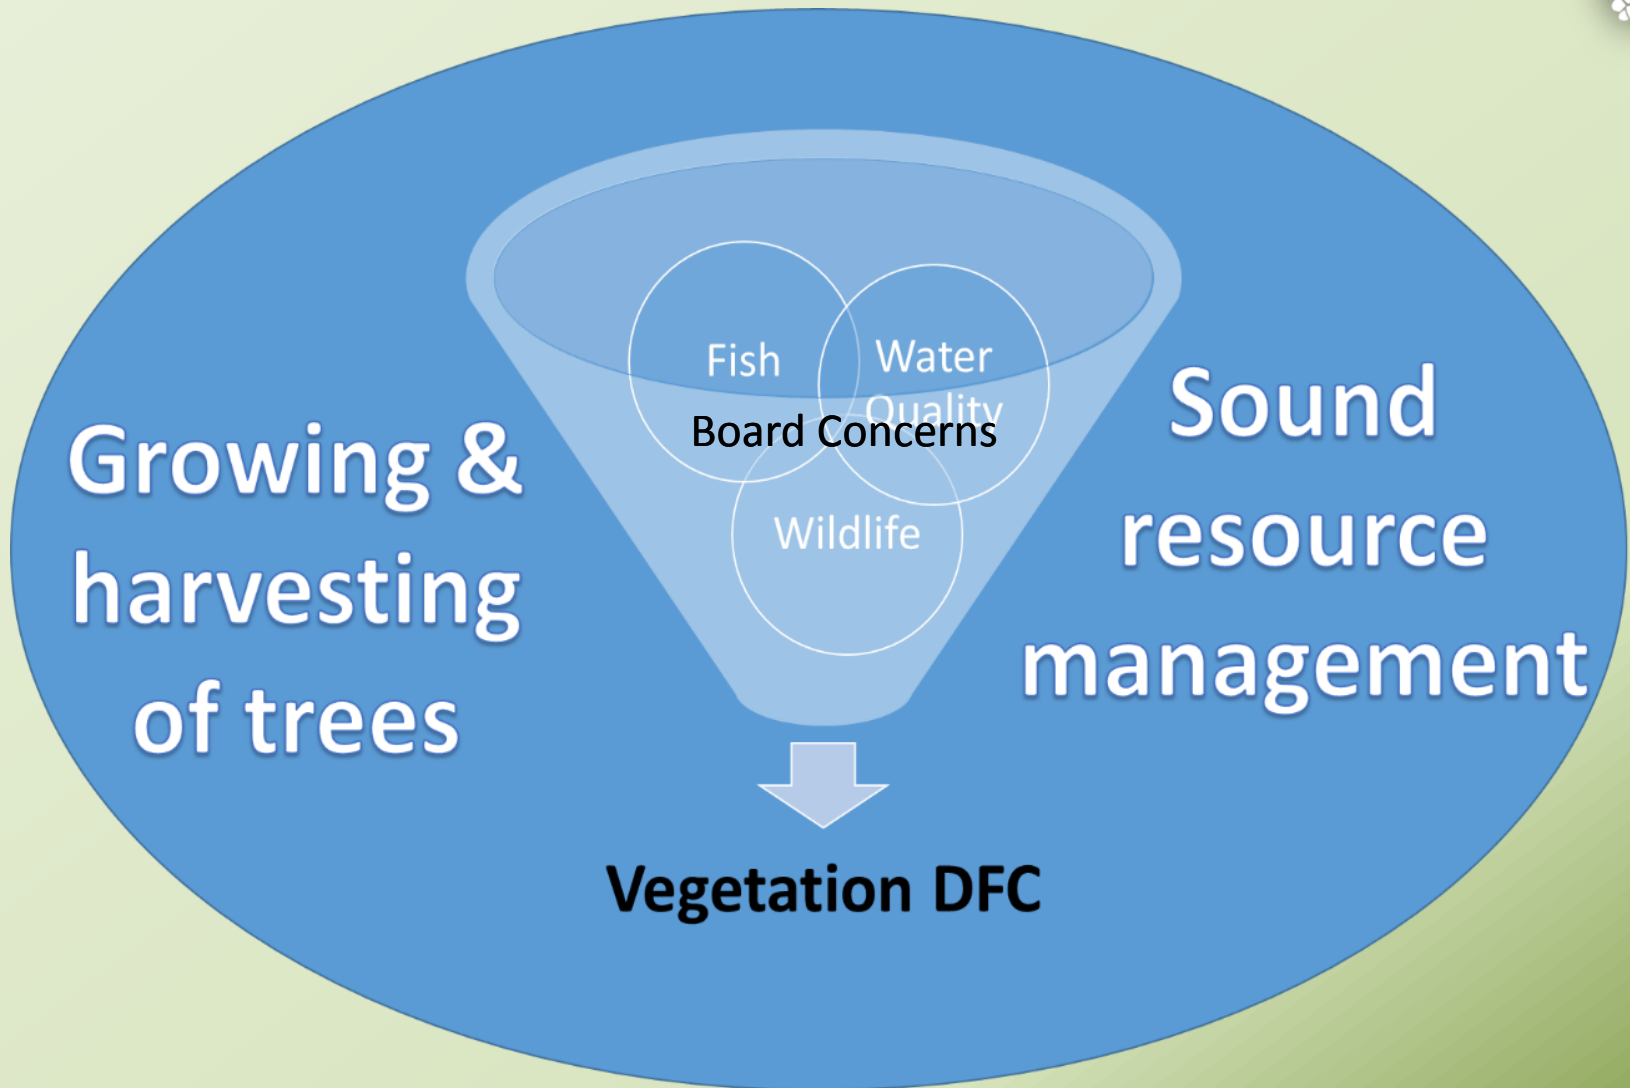 Growing &
harvesting
of trees
Fish
Water
Quality
Board Concerns
Wildlife
Sound
resource
management
Vegetation DFC